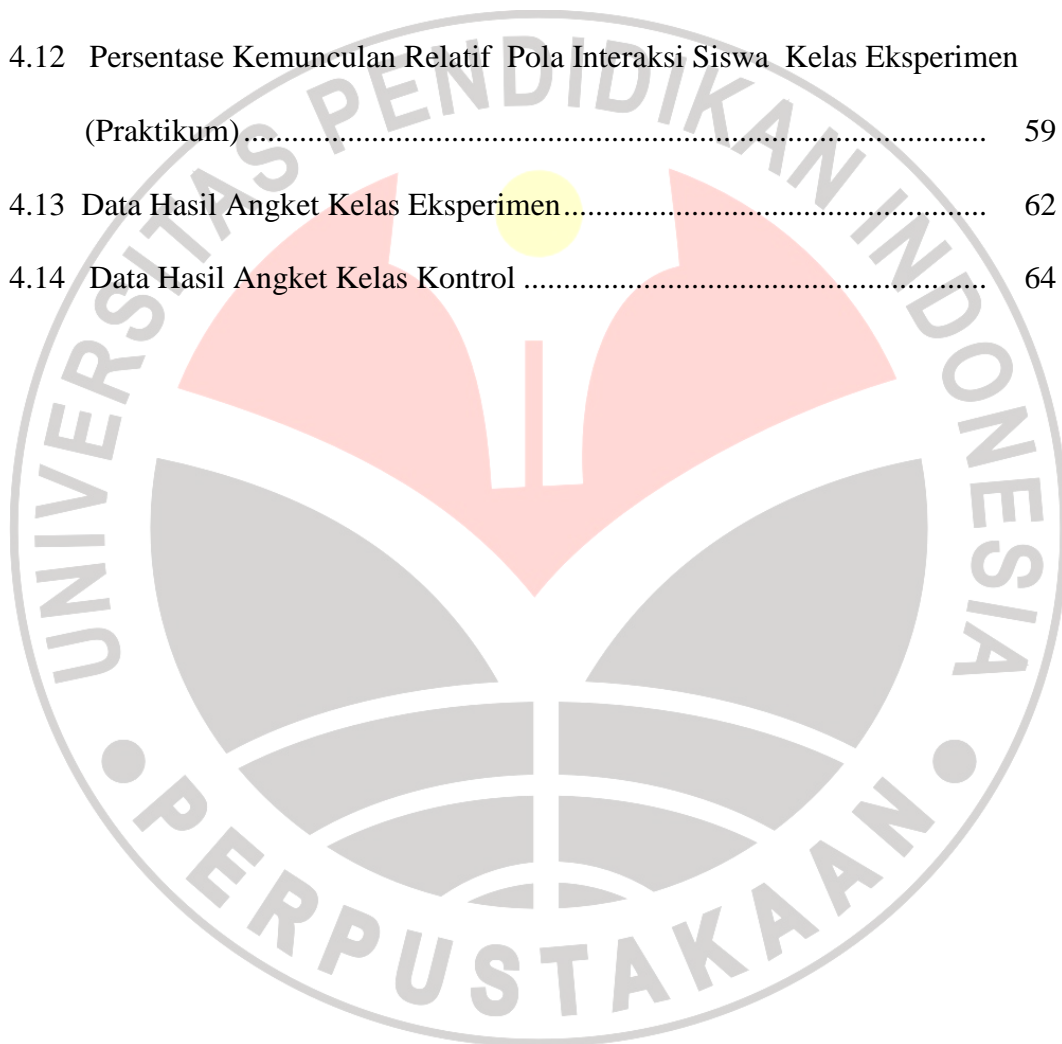 4.12 Persentase Kemunculan Relatif Pola Interaksi Siswa Kelas Eksperimen
(Praktikum) ............................................................................................. 59
4.13 Data Hasil Angket Kelas Eksperimen ..................................................... 62
4.14 Data Hasil Angket Kelas Kontrol .......................................................... 64
UNIVERSITAS PENDIDIKAN INDONESIA
PERPUSTAKAAN